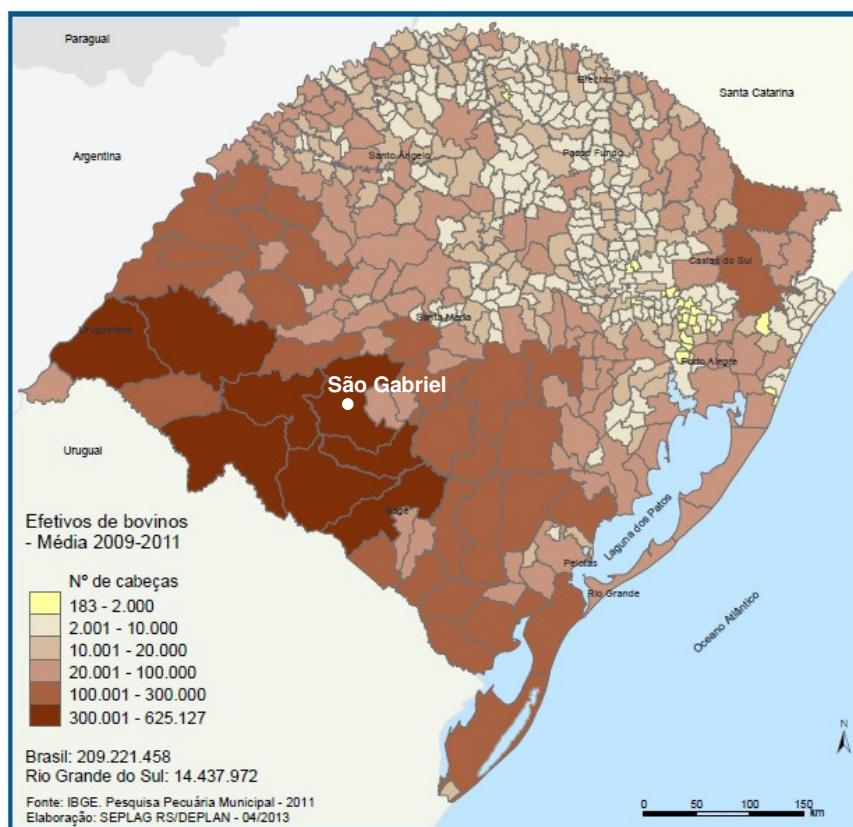 Paraguai
Santa Catarina
Erechim
Argentina
Santo Ângelo
Passo Fundo
Caxias do Sul
Santa Maria
Uruguaiana
Porto Alegre
São Gabriel
Uruguai
Bagé
Laguna dos Patos
Pelotas
Rio Grande
Oceano Atlântico
Efetivos de bovinos
- Média 2009-2011
Nº de cabeças
183 - 2.000
2.001 - 10.000
10.001 - 20.000
20.001 - 100.000
100.001 - 300.000
300.001 - 625.127
Brasil: 209.221.458
Rio Grande do Sul: 14.437.972
Fonte: IBGE. Pesquisa Pecuária Municipal - 2011
Elaboração: SEPLAG RS/DEPLAN - 04/2013
N
0 50 100 150
km